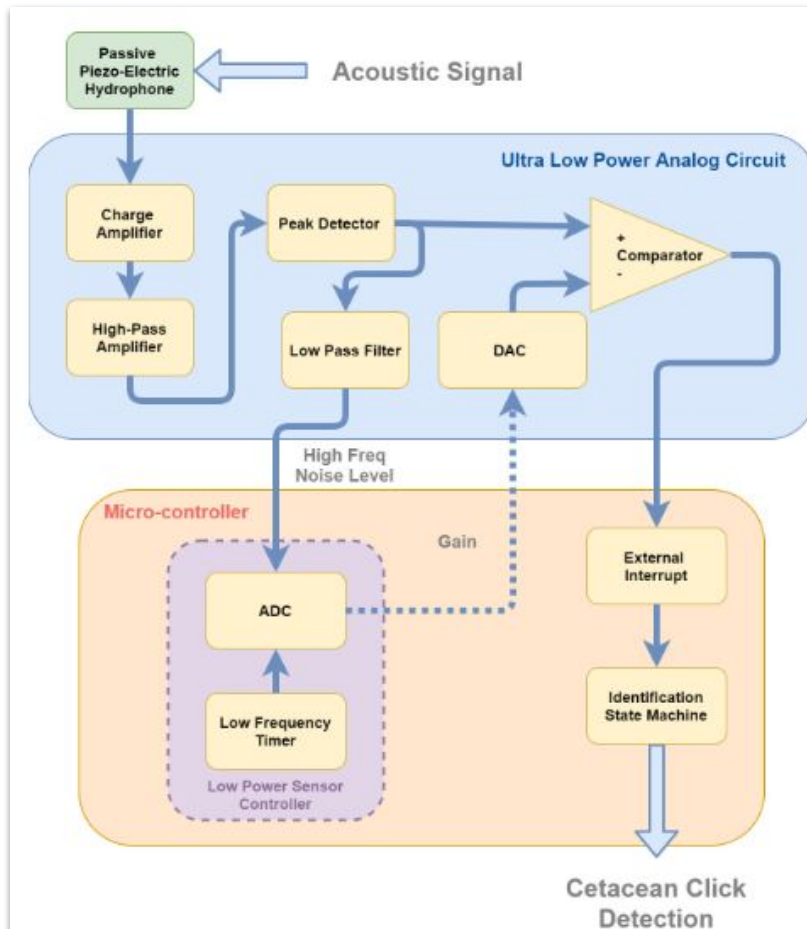 Passive
Piezo-Electric
Hydrophone
Acoustic Signal
Ultra Low Power Analog Circuit
Charge
Amplifier
Peak Detector
+
Comparator
-
High-Pass
Amplifier
Low Pass Filter
DAC
High Freq
Noise Level
Micro-controller
Gain
External
Interrupt
ADC
Identification
State Machine
Low Frequency
Timer
Low Power Sensor
Controller
Cetacean Click
Detection